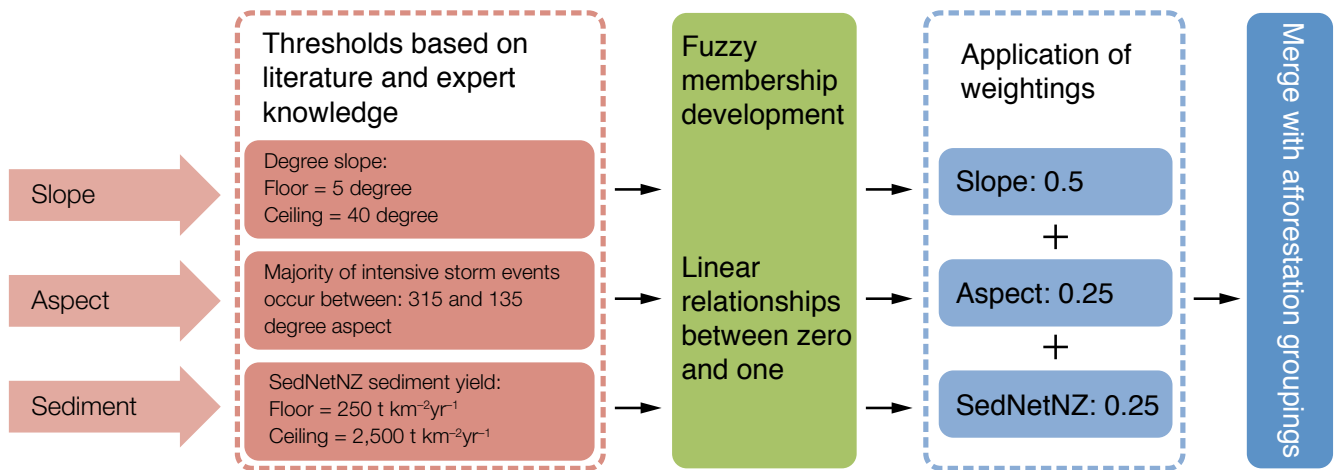 Slope
Aspect
Sediment
Thresholds based on
literature and expert
knowledge
Degree slope:
Floor = 5 degree
Ceiling = 40 degree
Majority of intensive storm events
occur between: 315 and 135
degree aspect
SedNetNZ sediment yield:
Floor = 250 t km⁻²yr⁻¹
Ceiling = 2,500 t km⁻²yr⁻¹
Fuzzy
membership
development
Linear
relationships
between zero
and one
Application of
weightings
Slope: 0.5
+
Aspect: 0.25
+
SedNetNZ: 0.25
Merge with afforestation groupings